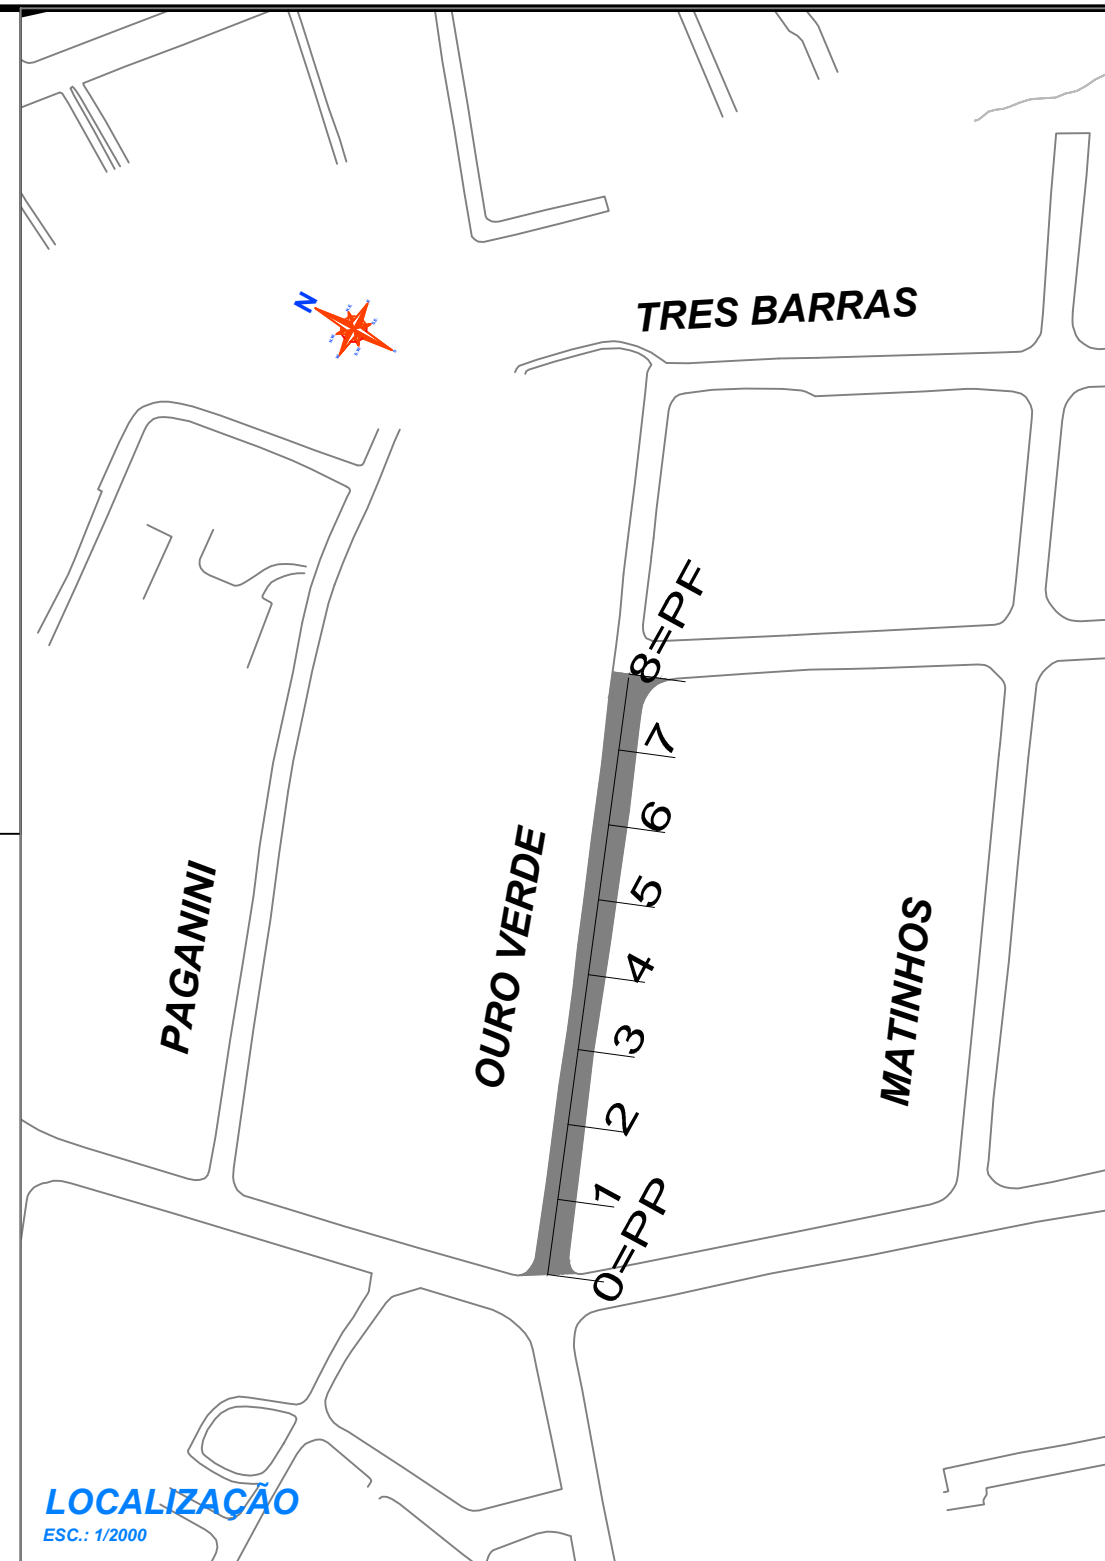 N
TRES BARRAS
8=PF
7
6
5
4
3
2
1
0=PP
PAGANINI
OURO VERDE
MATINHOS
LOCALIZAÇÃO
ESC.: 1/2000